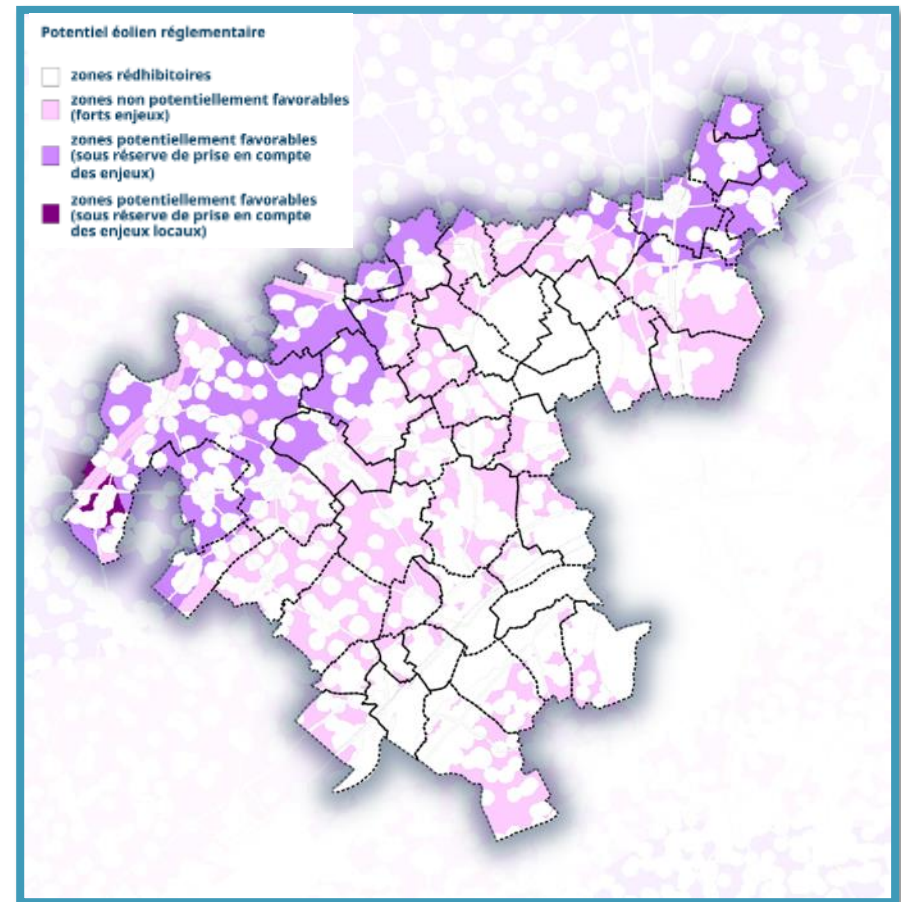 Potentiel éolien réglementaire
zones rédhibitoires
zones non potentiellement favorables
(forts enjeux)
zones potentiellement favorables
(sous réserve de prise en compte
des enjeux)
zones potentiellement favorables
(sous réserve de prise en compte
des enjeux locaux)